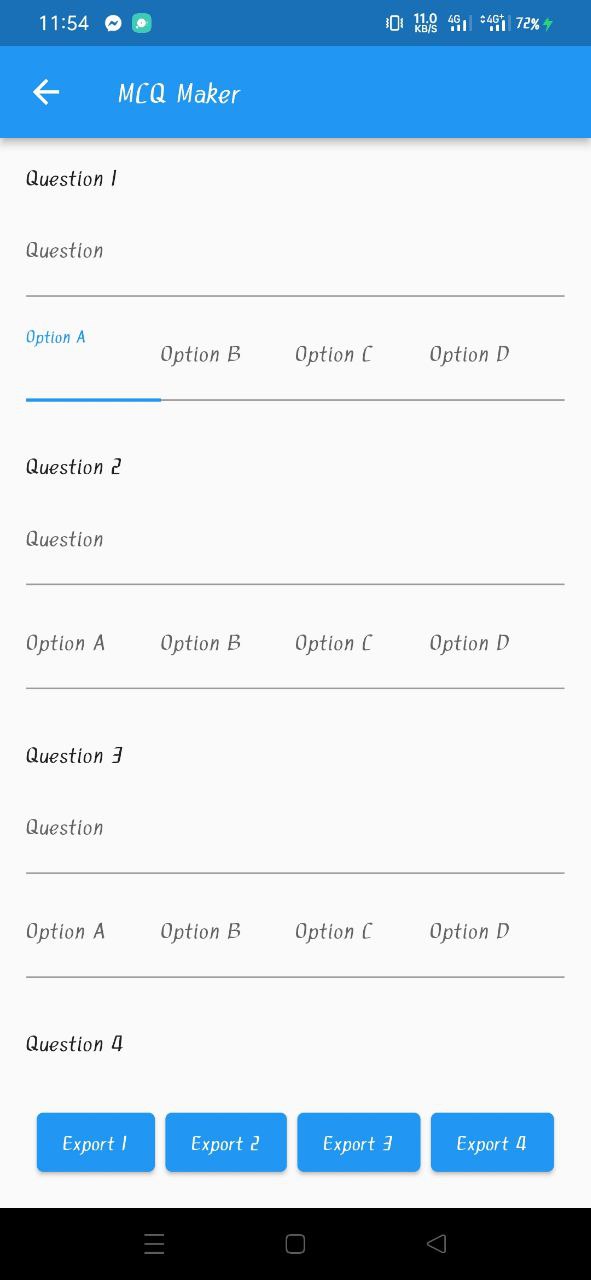 11:54 11.0 KB/S 4G 4G+ 72%
MCQ Maker
Question 1
Question
Option A Option B Option C Option D
Question 2
Question
Option A Option B Option C Option D
Question 3
Question
Option A Option B Option C Option D
Question 4
Export 1 Export 2 Export 3 Export 4